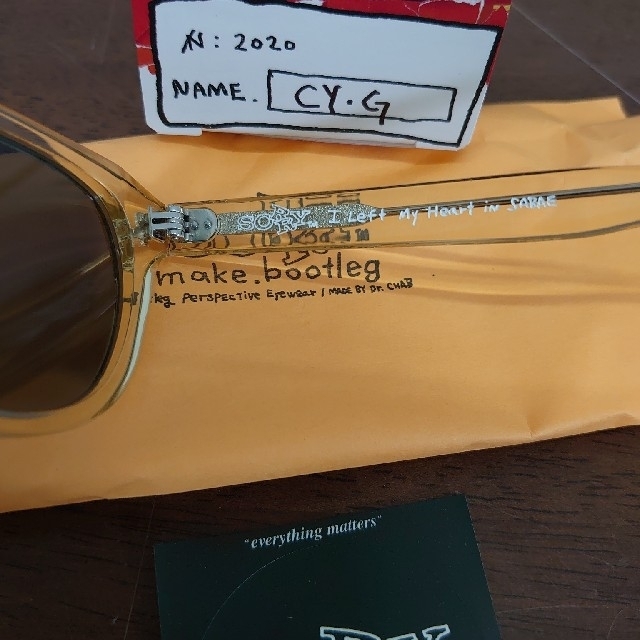 N: 2020
NAME. CY.G
SORRY, I Left My Heart in SABAE
make.bootleg
Perspective Eyewear / MADE BY DR. CHAB
"everything matters"